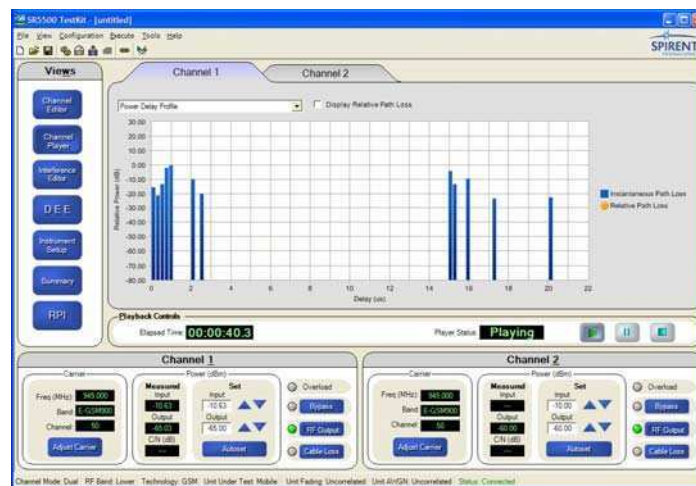 SR5500 TestKit - [untitled]
File View Configuration Execute Tools Help
SPIRENT
Views
Channel Editor
Channel Player
Interference Editor
D E E
Instrument Setup
Summary
RPI
Channel 1
Channel 2
Power Delay Profile
Display Relative Path Loss
Relative Power (dB)
30.00
20.00
10.00
0.00
-10.00
-20.00
-30.00
-40.00
-50.00
-60.00
-70.00
-80.00
0 2 4 6 8 10 12 14 16 18 20 22
Delay (us)
Instantaneous Path Loss
Relative Path Loss
Playback Controls
Elapsed Time: 00:00:40.3
Player Status: Playing
Channel 1
Carrier
Freq (MHz) 945.000
Band E-GSM900
Channel 50
Adjust Carrier
Power (dBm)
Measured
Input
-10.63
Output
-65.03
C/N (dB)
---
Set
Input
-10.63
Output
-65.00
Autoset
Overload
Bypass
RF Output
Cable Loss
Channel 2
Carrier
Freq (MHz) 945.000
Band E-GSM900
Channel 50
Adjust Carrier
Power (dBm)
Measured
Input
---
Output
-60.00
C/N (dB)
---
Set
Input
-10.00
Output
-60.00
Autoset
Overload
Bypass
RF Output
Cable Loss
Channel Mode: Dual RF Band: Lower Technology: GSM Unit Under Test: Mobile Unit Fading: Uncorrelated Unit AWGN: Uncorrelated Status: Connected